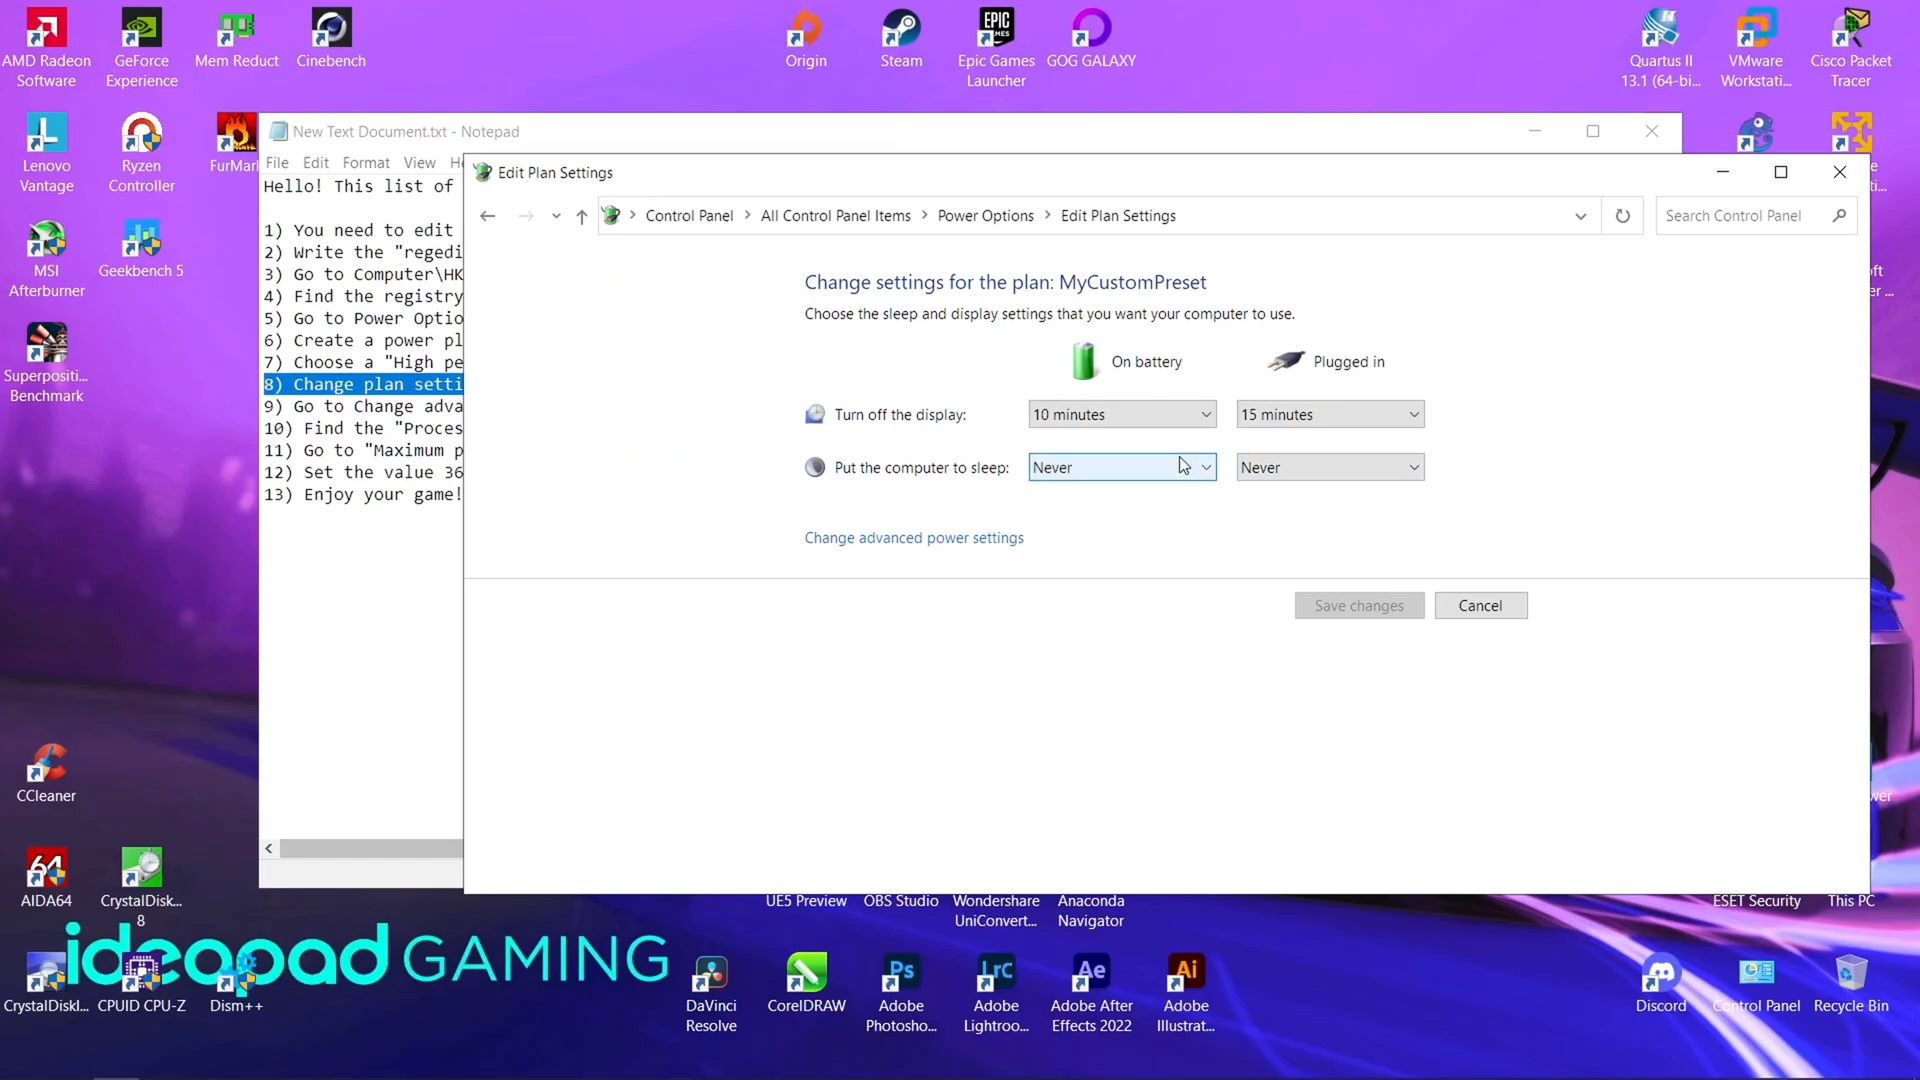 AMD Radeon
Software
GeForce
Experience
Mem Reduct
Cinebench
Origin
Steam
Epic Games
Launcher
GOG GALAXY
Quartus II
13.1 (64-bi...
VMware
Workstati...
Cisco Packet
Tracer
EPIC
GAMES
Lenovo
Vantage
Ryzen
Controller
FurMark
MSI
Afterburner
Geekbench 5
Superpositi...
Benchmark
New Text Document.txt - Notepad
File Edit Format View
Hello! This list of
1) You need to edit
2) Write the "regedi
3) Go to Computer\HK
4) Find the registry
5) Go to Power Optio
6) Create a power pl
7) Choose a "High pe
8) Change plan setti
9) Go to Change adva
10) Find the "Proces
11) Go to "Maximum p
12) Set the value 36
13) Enjoy your game!
Edit Plan Settings
Control Panel > All Control Panel Items > Power Options > Edit Plan Settings
Search Control Panel
Change settings for the plan: MyCustomPreset
Choose the sleep and display settings that you want your computer to use.
On battery
Plugged in
Turn off the display: 10 minutes 15 minutes
Put the computer to sleep: Never Never
Change advanced power settings
Save changes
Cancel
CCleaner
64
AIDA64
CrystalDisk...
8
UE5 Preview
OBS Studio
Wondershare
UniConvert...
Anaconda
Navigator
ESET Security
This PC
ideapad GAMING
CrystalDiskI...
CPUID CPU-Z
Dism++
DaVinci
Resolve
CorelDRAW
Ps
Adobe
Photosho...
LrC
Adobe
Lightroo...
Ae
Adobe After
Effects 2022
Ai
Adobe
Illustrat...
Discord
Control Panel
Recycle Bin